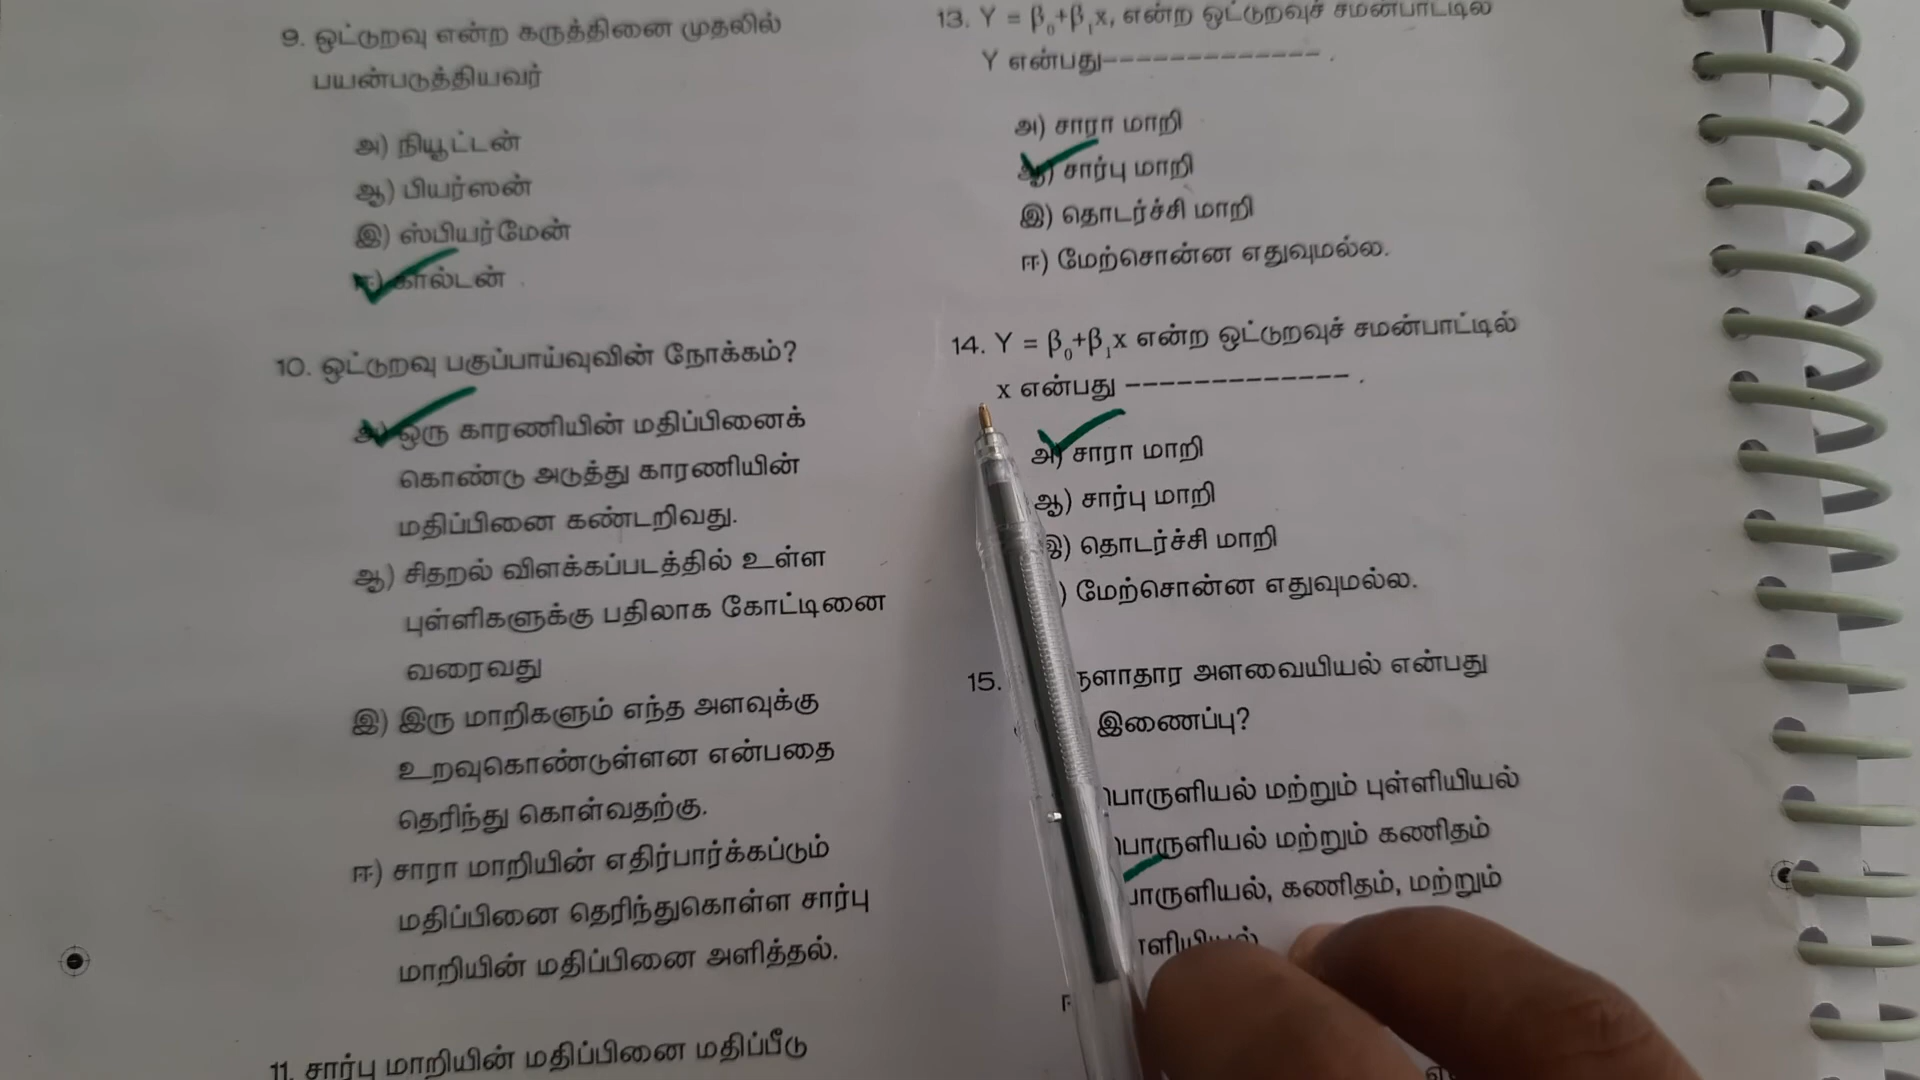 9. ஒட்டுறவு என்ற கருத்தினை முதலில்
பயன்படுத்தியவர்
அ) நியூட்டன்
ஆ) பியர்ஸன்
இ) ஸ்பியர்மேன்
ஈ) கால்டன்
10. ஒட்டுறவு பகுப்பாய்வுவின் நோக்கம்?
அ) ஒரு காரணியின் மதிப்பினைக்
கொண்டு அடுத்து காரணியின்
மதிப்பினை கண்டறிவது.
ஆ) சிதறல் விளக்கப்படத்தில் உள்ள
புள்ளிகளுக்கு பதிலாக கோட்டினை
வரைவது
இ) இரு மாறிகளும் எந்த அளவுக்கு
உறவுகொண்டுள்ளன என்பதை
தெரிந்து கொள்வதற்கு.
ஈ) சாரா மாறியின் எதிர்பார்க்கப்படும்
மதிப்பினை தெரிந்துகொள்ள சார்பு
மாறியின் மதிப்பினை அளித்தல்.
11. சார்பு மாறியின் மதிப்பினை மதிப்பீடு
13. Y = β₀+β₁x, என்ற ஒட்டுறவுச் சமன்பாட்டில்
Y என்பது------------- .
அ) சாரா மாறி
ஆ) சார்பு மாறி
இ) தொடர்ச்சி மாறி
ஈ) மேற்சொன்ன எதுவுமல்ல.
14. Y = β₀+β₁x என்ற ஒட்டுறவுச் சமன்பாட்டில்
x என்பது ------------- .
அ) சாரா மாறி
ஆ) சார்பு மாறி
இ) தொடர்ச்சி மாறி
) மேற்சொன்ன எதுவுமல்ல.
15. ளாதார அளவையியல் என்பது
இணைப்பு?
பொருளியல் மற்றும் புள்ளியியல்
பொருளியல் மற்றும் கணிதம்
பொருளியல், கணிதம், மற்றும்